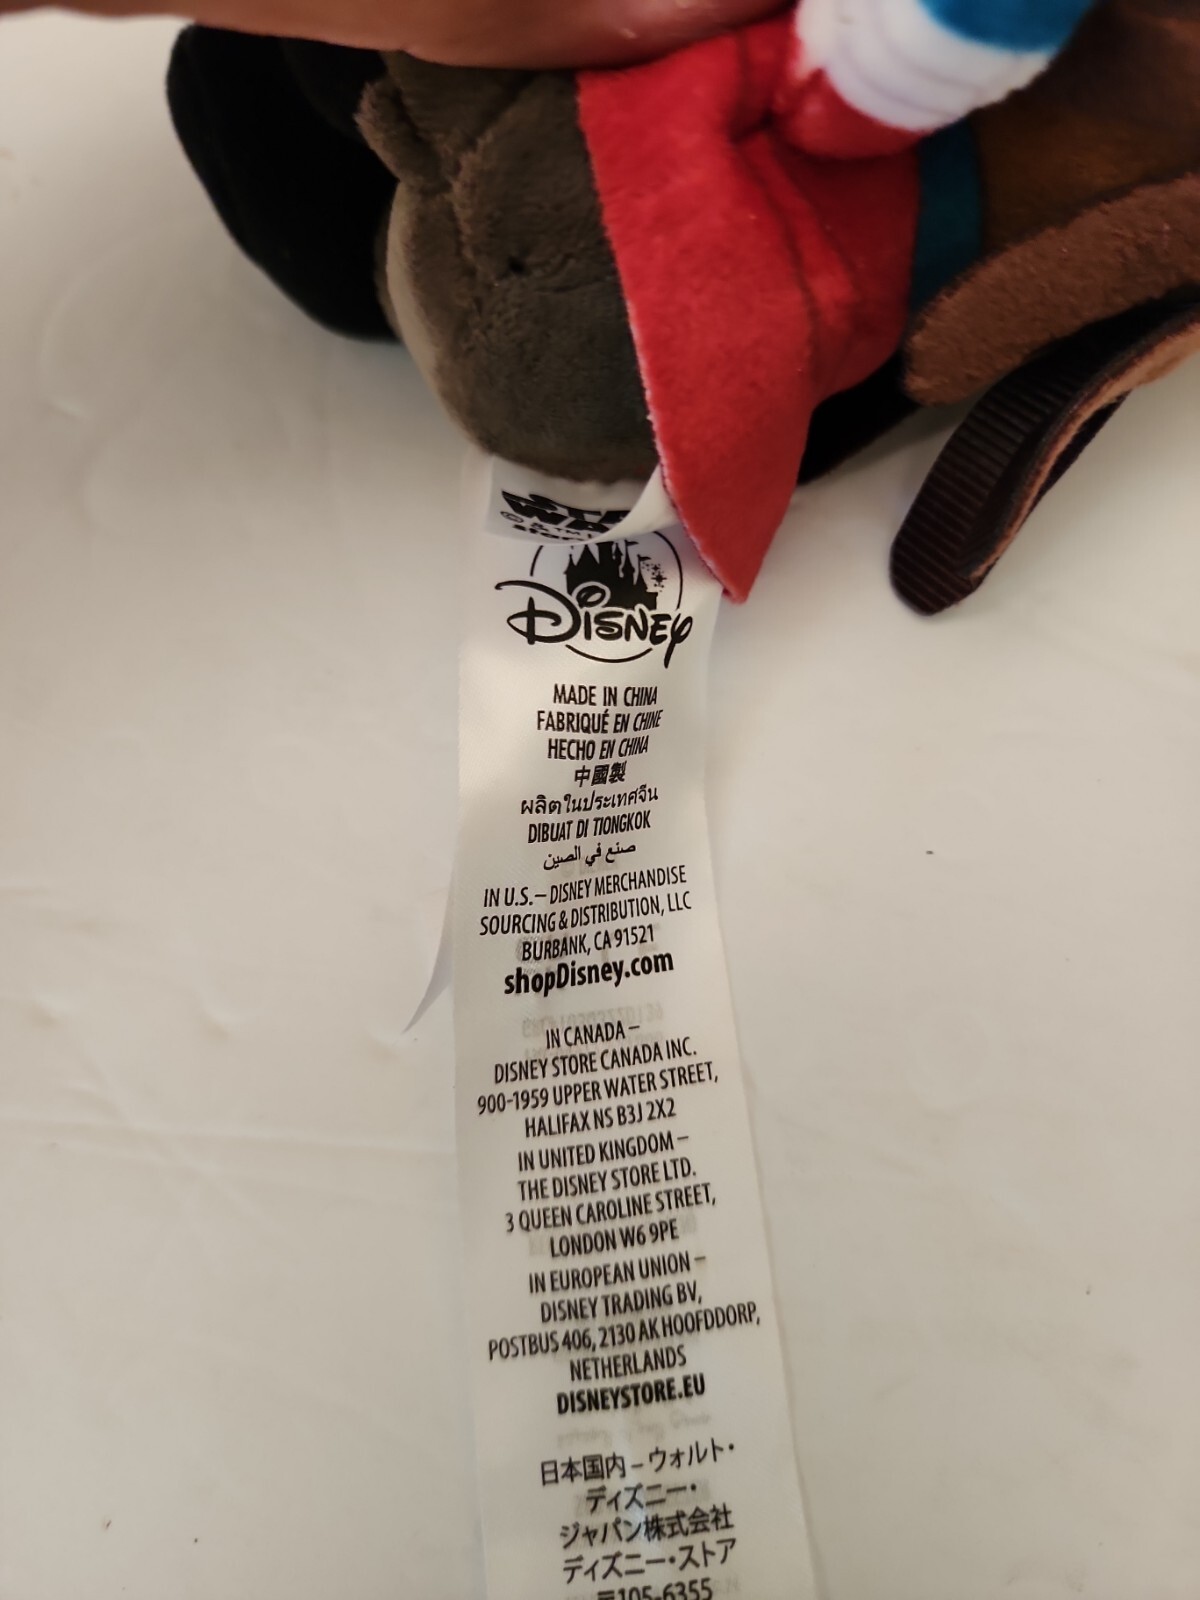 DISNEY
MADE IN CHINA
FABRIQUÉ EN CHINE
HECHO EN CHINA
中國製
ผลิตในประเทศจีน
DIBUAT DI TIONGKOK
صنع في الصين
IN U.S.– DISNEY MERCHANDISE
SOURCING & DISTRIBUTION, LLC
BURBANK, CA 91521
shopDisney.com
IN CANADA –
DISNEY STORE CANADA INC.
900-1959 UPPER WATER STREET,
HALIFAX NS B3J 2X2
IN UNITED KINGDOM –
THE DISNEY STORE LTD.
3 QUEEN CAROLINE STREET,
LONDON W6 9PE
IN EUROPEAN UNION –
DISNEY TRADING BV,
POSTBUS 406, 2130 AK HOOFDDORP,
NETHERLANDS
DISNEYSTORE.EU
日本国内 – ウォルト・
ディズニー・
ジャパン株式会社
ディズニー・ストア
〒105-6355